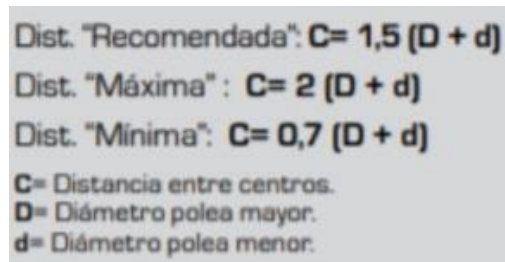 Dist. "Recomendada": C= 1,5 (D + d)
Dist. "Máxima" : C= 2 (D + d)
Dist. "Mínima": C= 0,7 (D + d)
C= Distancia entre centros.
D= Diámetro polea mayor.
d= Diámetro polea menor.